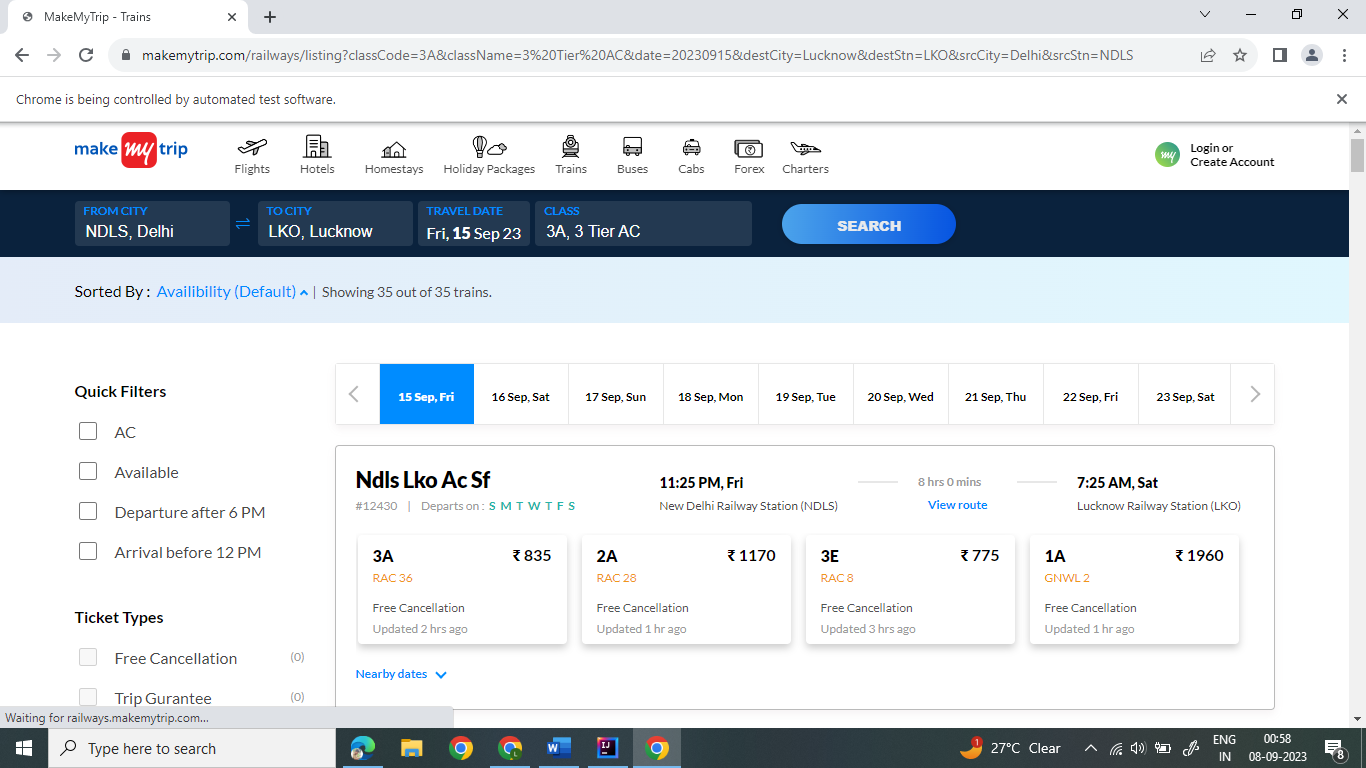 MakeMyTrip - Trains
makemytrip.com/railways/listing?classCode=3A&className=3%20Tier%20AC&date=20230915&destCity=Lucknow&destStn=LKO&srcCity=Delhi&srcStn=NDLS
Chrome is being controlled by automated test software.
make my trip
Flights Hotels Homestays Holiday Packages Trains Buses Cabs Forex Charters
my Login or
Create Account
FROM CITY TO CITY TRAVEL DATE CLASS
NDLS, Delhi LKO, Lucknow Fri, 15 Sep 23 3A, 3 Tier AC SEARCH
Sorted By : Availibility (Default) | Showing 35 out of 35 trains.
Quick Filters
AC
Available
Departure after 6 PM
Arrival before 12 PM
Ticket Types
Free Cancellation (0)
Trip Gurantee (0)
15 Sep, Fri 16 Sep, Sat 17 Sep, Sun 18 Sep, Mon 19 Sep, Tue 20 Sep, Wed 21 Sep, Thu 22 Sep, Fri 23 Sep, Sat
Ndls Lko Ac Sf 11:25 PM, Fri 8 hrs 0 mins 7:25 AM, Sat
#12430 | Departs on : S M T W T F S New Delhi Railway Station (NDLS) View route Lucknow Railway Station (LKO)
3A ₹ 835 2A ₹ 1170 3E ₹ 775 1A ₹ 1960
RAC 36 RAC 28 RAC 8 GNWL 2
Free Cancellation Free Cancellation Free Cancellation Free Cancellation
Updated 2 hrs ago Updated 1 hr ago Updated 3 hrs ago Updated 1 hr ago
Nearby dates
Waiting for railways.makemytrip.com...
Type here to search
1 27°C Clear
ENG
IN
00:58
08-09-2023
8